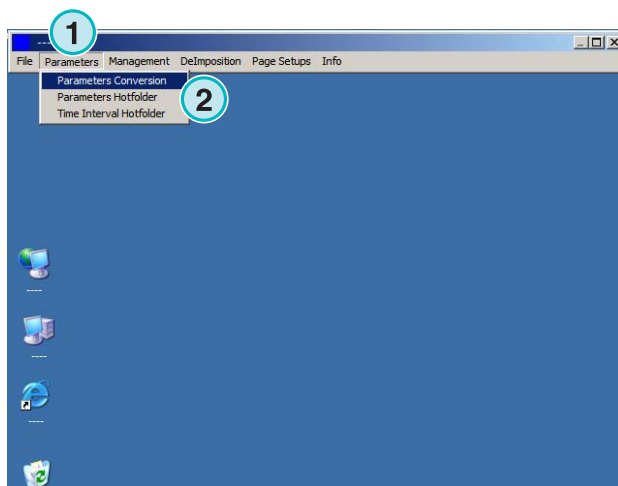 1
----
File Parameters Management DeImposition Page Setups Info
Parameters Conversion
Parameters Hotfolder
2
Time Interval Hotfolder
----
----
----